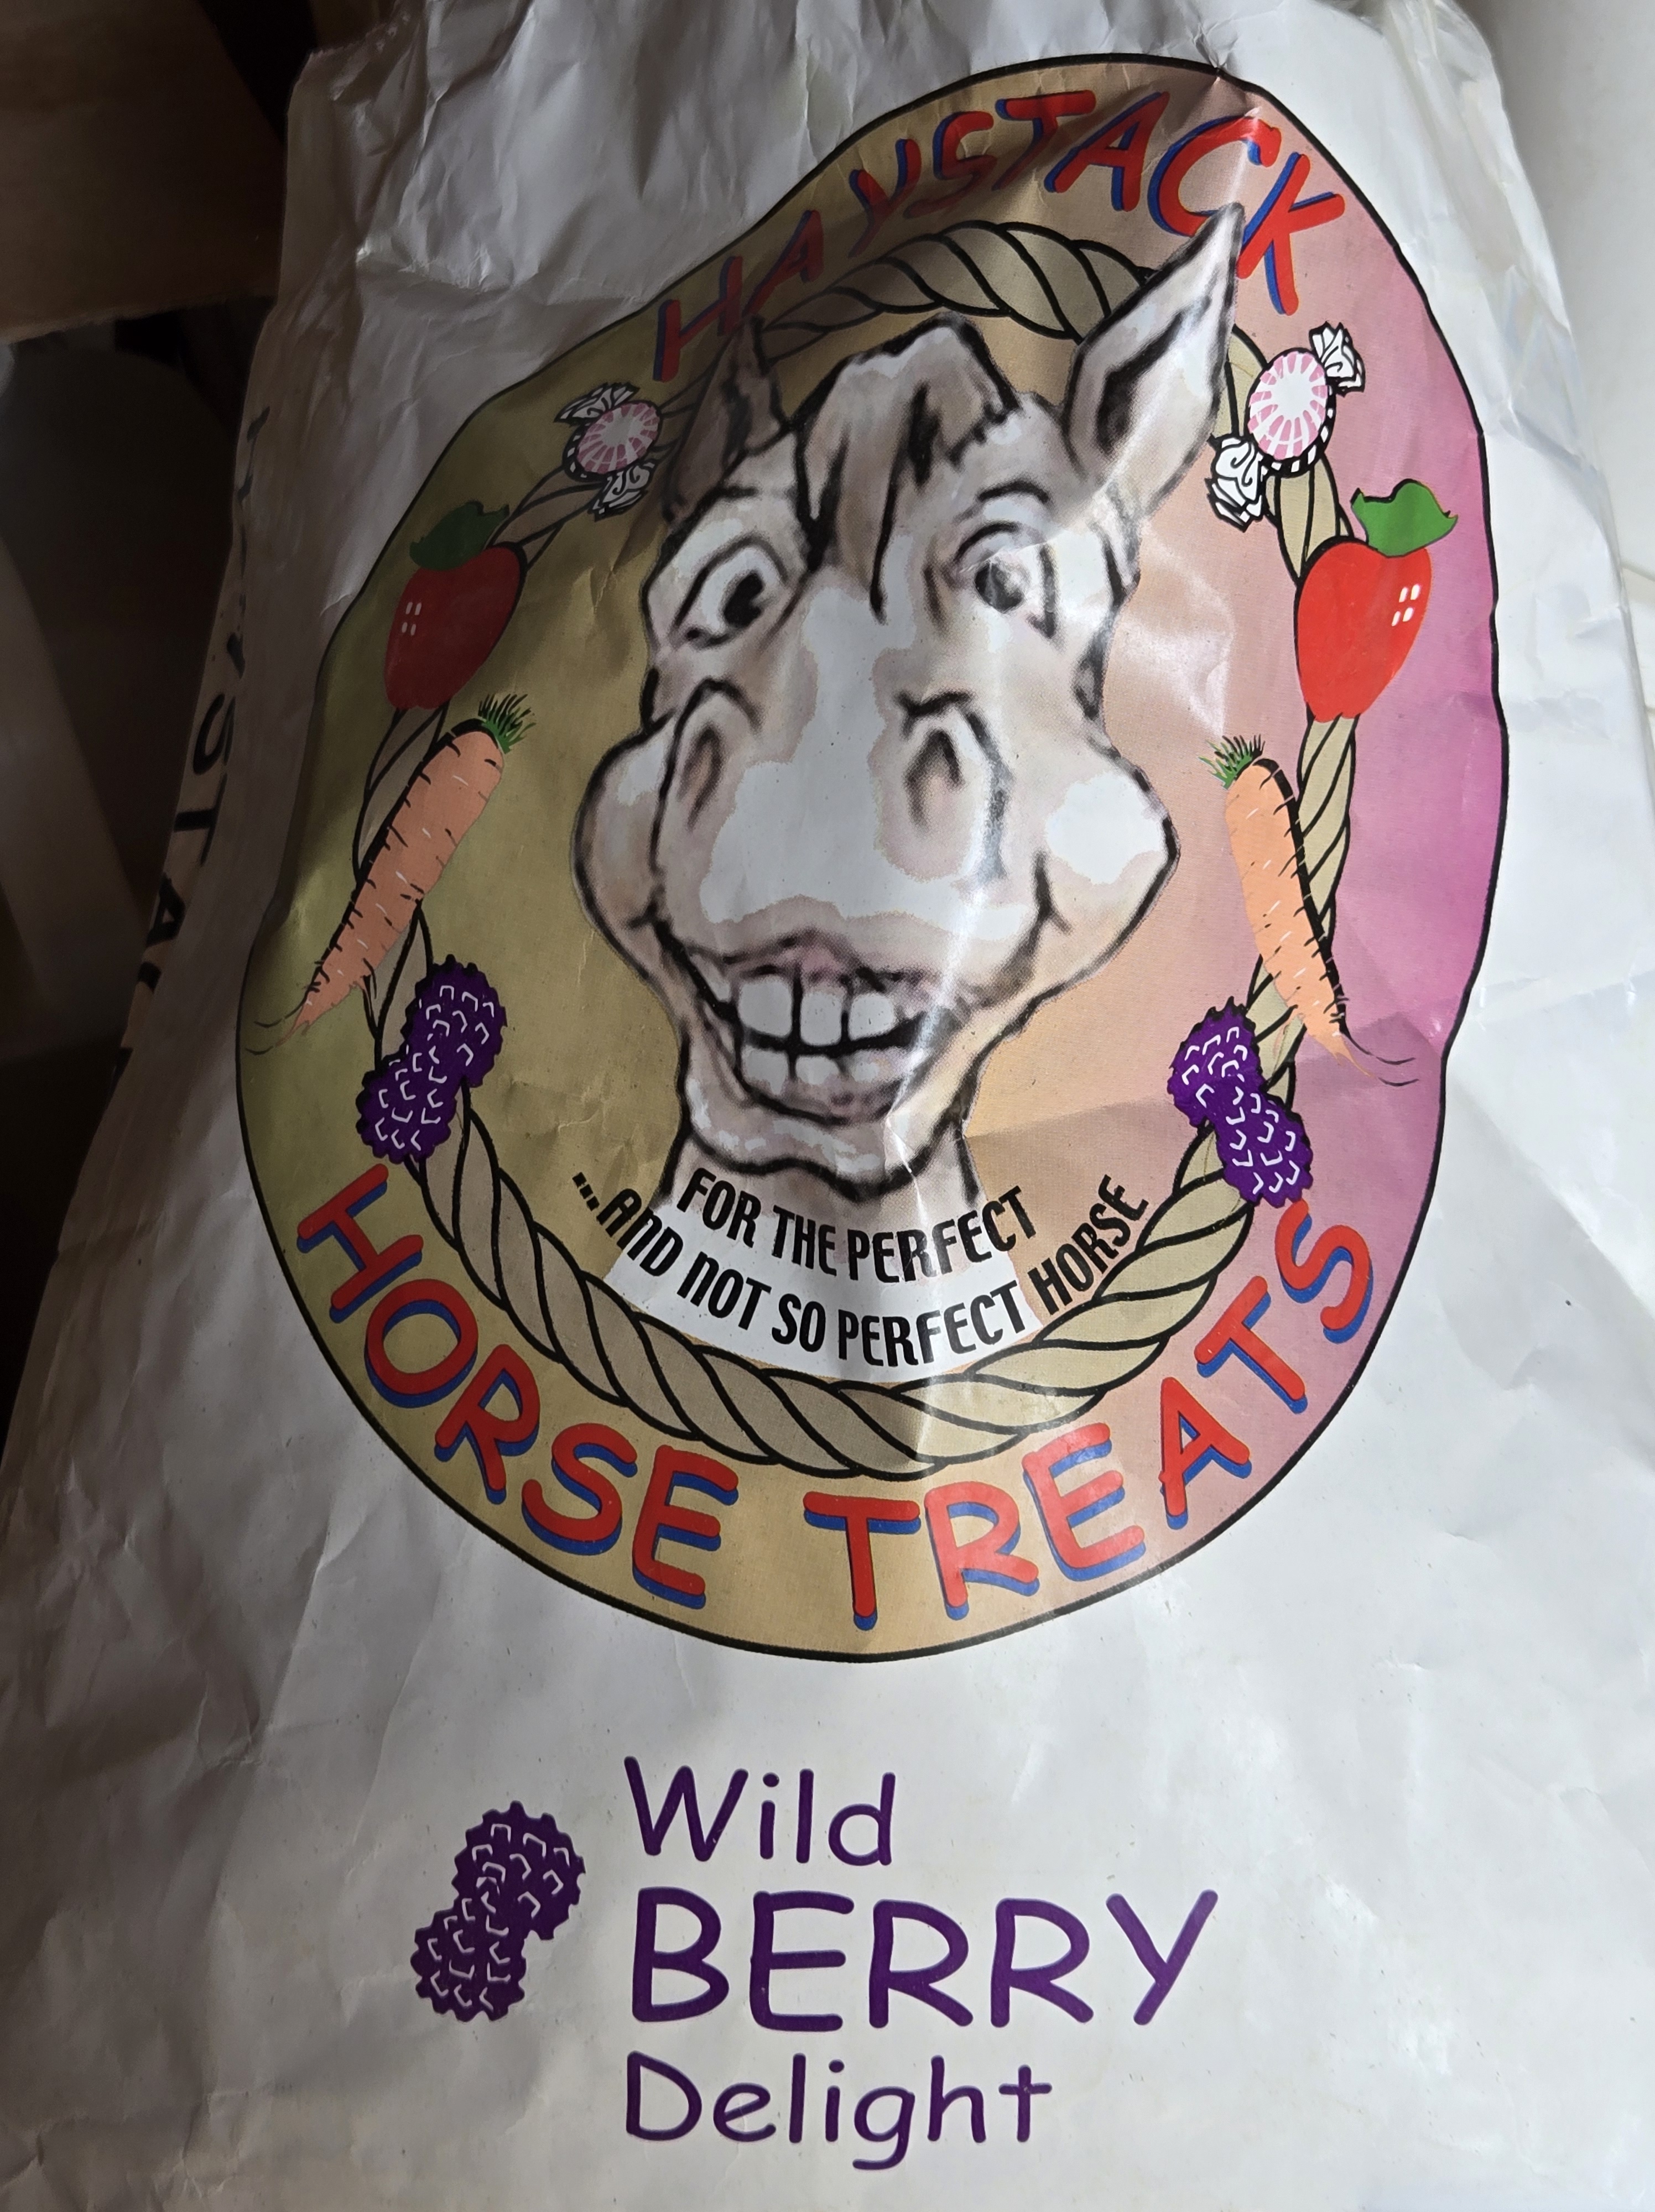 HAYSTACK
FOR THE PERFECT
...AND NOT SO PERFECT HORSE
HORSE TREATS
Wild
BERRY
Delight